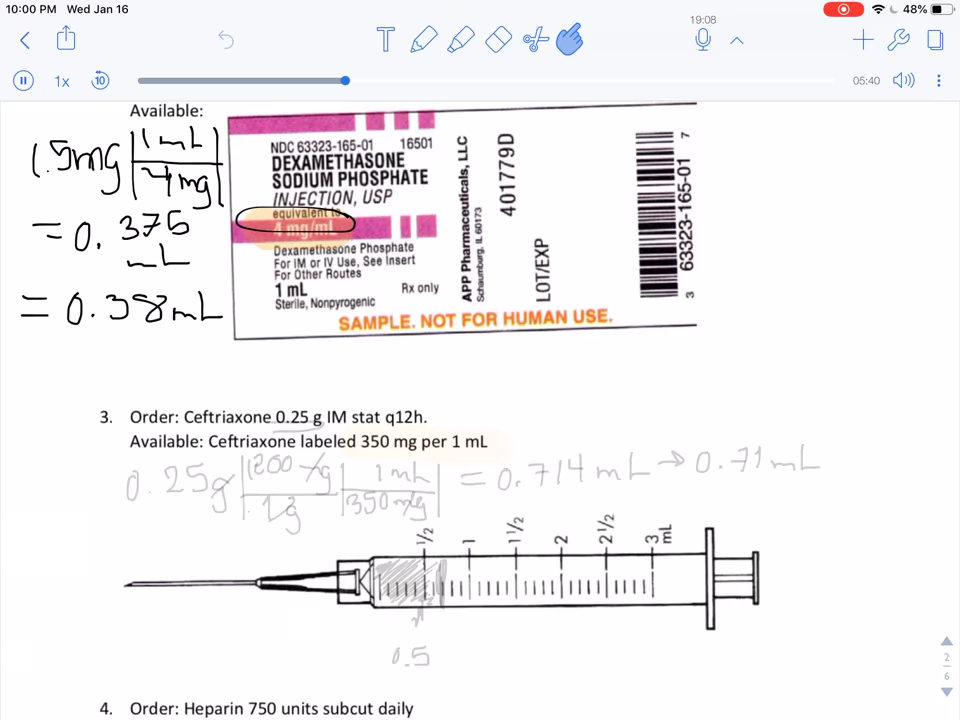 10:00 PM Wed Jan 16
48%
19:08
T
1x
10
05:40
Available:
1.5mg | 1 mL
4 mg
= 0.375
mL
= 0.38 mL
NDC 63323-165-01 16501
DEXAMETHASONE
SODIUM PHOSPHATE
INJECTION, USP
equivalent to
4 mg/mL
Dexamethasone Phosphate
For IM or IV Use, See Insert
For Other Routes
1 mL Rx only
Sterile, Nonpyrogenic
APP Pharmaceuticals, LLC
Schaumburg, IL 60173
401779D
LOT/EXP
3 63323-165-01 7
SAMPLE. NOT FOR HUMAN USE.
3. Order: Ceftriaxone 0.25 g IM stat q12h.
Available: Ceftriaxone labeled 350 mg per 1 mL
0.25g | 1 mL = 0.714 mL → 0.71 mL
1g 350 mg
1/2 1 1 1/2 2 2 1/2 3 mL
0.5
4. Order: Heparin 750 units subcut daily
2
6